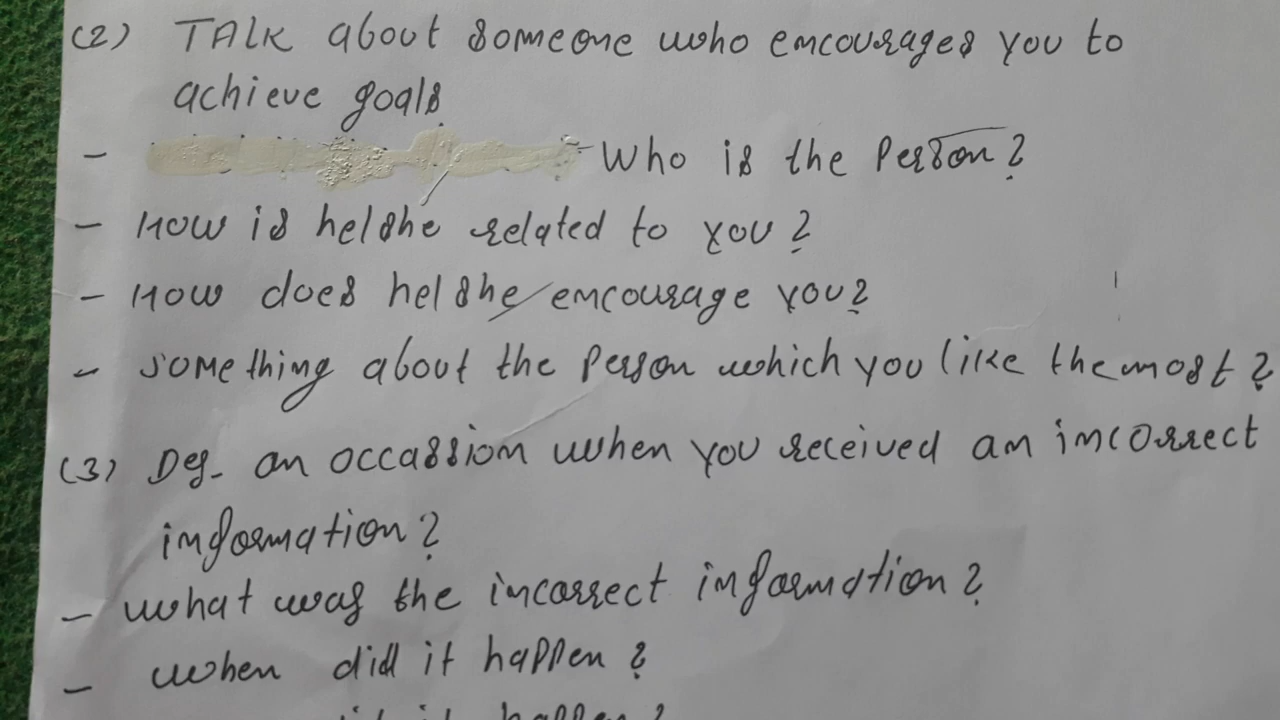 (2) TALK about someone who encourages you to
achieve goals
- Who is the Person?
- How is he/she related to you?
- How does he/she encourage you?
- something about the Person which you like the most?
(3) Des. an occassion when you received an incorrect
information?
- what was the incorrect information?
- when did it happen?
it happen?